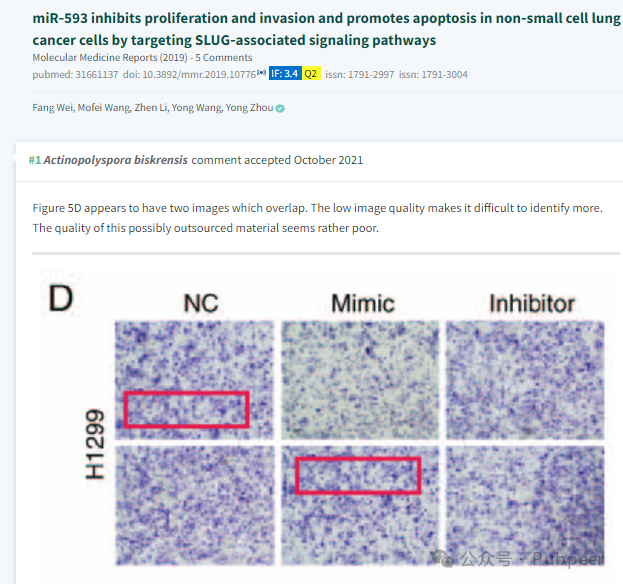 miR-593 inhibits proliferation and invasion and promotes apoptosis in non-small cell lung
cancer cells by targeting SLUG-associated signaling pathways
Molecular Medicine Reports (2019) - 5 Comments
pubmed: 31661137 doi: 10.3892/mmr.2019.10776 IF: 3.4 Q2 issn: 1791-2997 issn: 1791-3004
Fang Wei, Mofei Wang, Zhen Li, Yong Wang, Yong Zhou
#1 Actinopolyspora biskrensis comment accepted October 2021
Figure 5D appears to have two images which overlap. The low image quality makes it difficult to identify more.
The quality of this possibly outsourced material seems rather poor.
D
NC Mimic Inhibitor
H1299
公众号 · Pubpeer